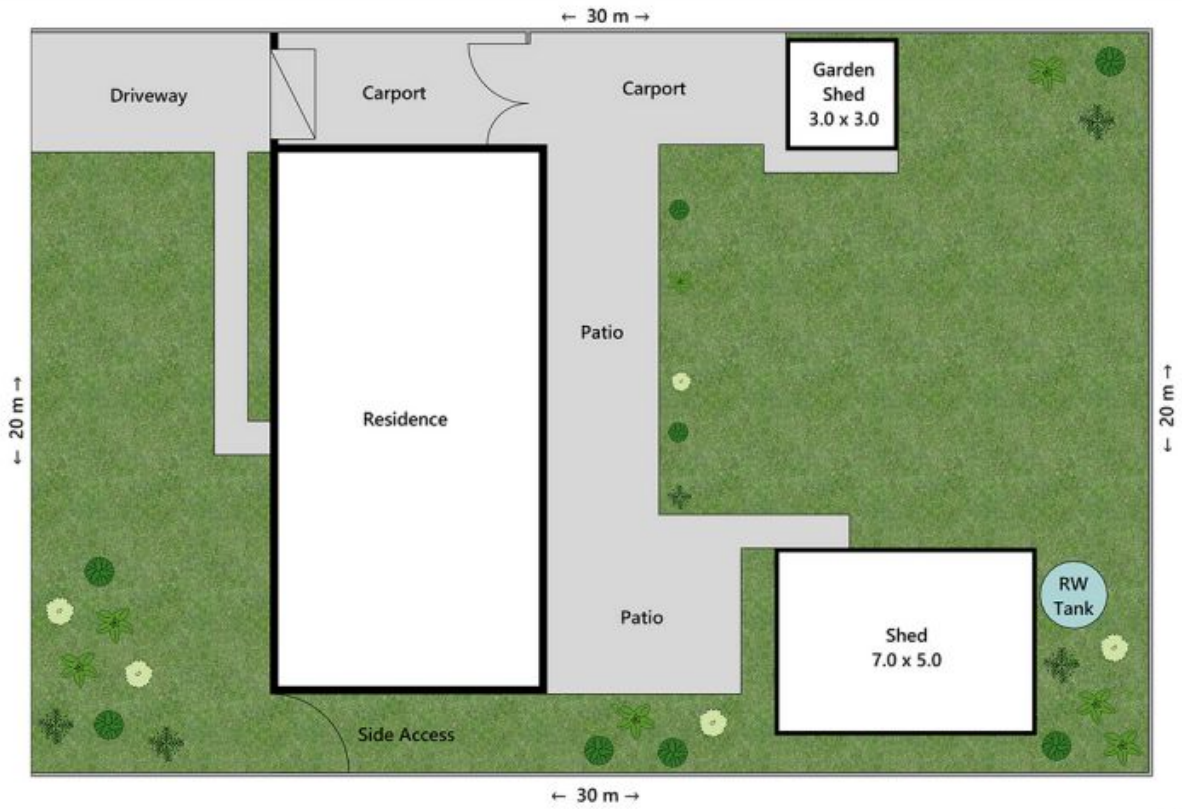 ← 30 m →
Driveway
Carport
Carport
Garden
Shed
3.0 x 3.0
← 20 m →
← 20 m →
Patio
Residence
RW
Tank
Patio
Shed
7.0 x 5.0
Side Access
← 30 m →